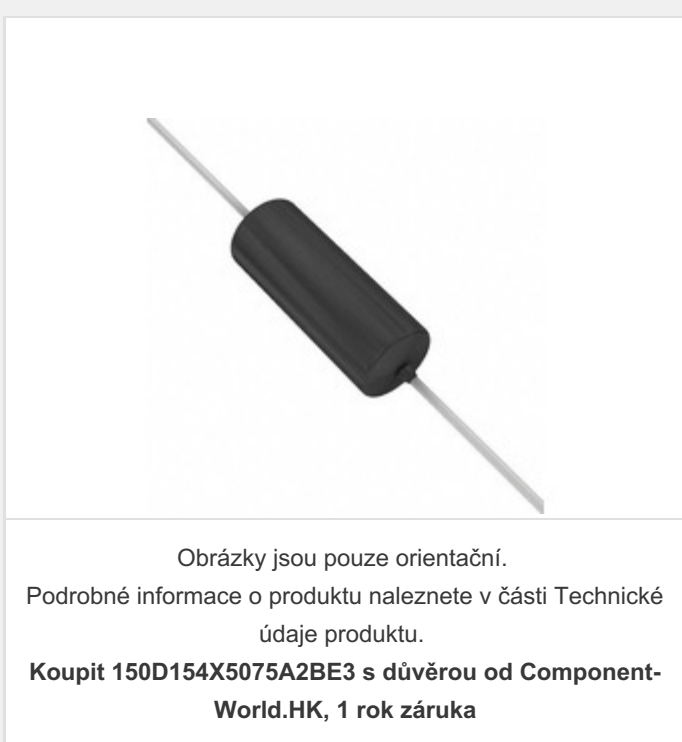 Obrázky jsou pouze orientační.
Podrobné informace o produktu naleznete v části Technické
údaje produktu.
Koupit 150D154X5075A2BE3 s důvěrou od Component-
World.HK, 1 rok záruka